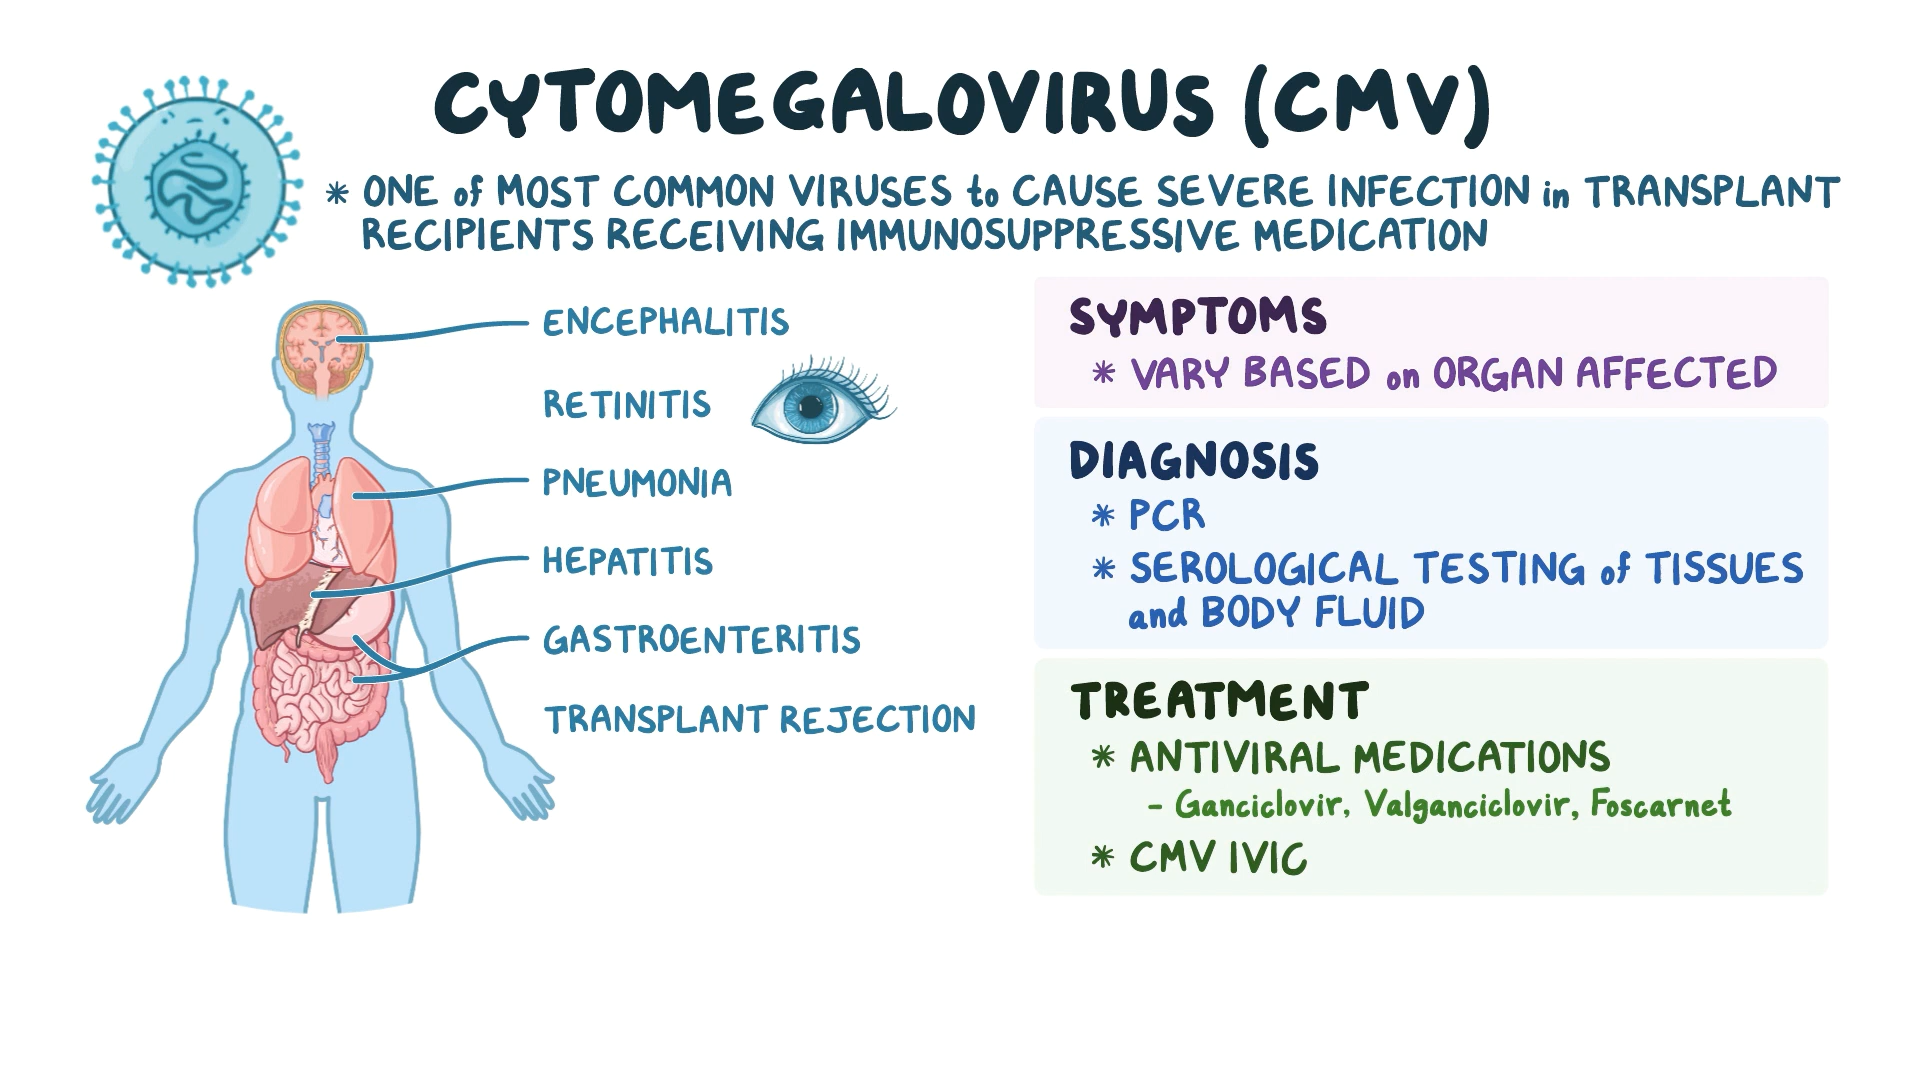 CYTOMEGALOVIRUS (CMV)
* ONE of MOST COMMON VIRUSES to CAUSE SEVERE INFECTION in TRANSPLANT
RECIPIENTS RECEIVING IMMUNOSUPPRESSIVE MEDICATION
ENCEPHALITIS
RETINITIS
PNEUMONIA
HEPATITIS
GASTROENTERITIS
TRANSPLANT REJECTION
SYMPTOMS
* VARY BASED on ORGAN AFFECTED
DIAGNOSIS
* PCR
* SEROLOGICAL TESTING of TISSUES
and BODY FLUID
TREATMENT
* ANTIVIRAL MEDICATIONS
- Ganciclovir, Valganciclovir, Foscarnet
* CMV IVIC